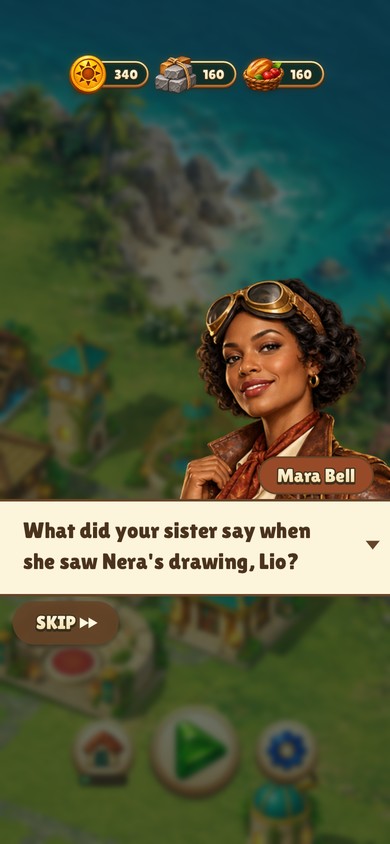 340 160 160
Mara Bell
What did your sister say when
she saw Nera's drawing, Lio?
SKIP